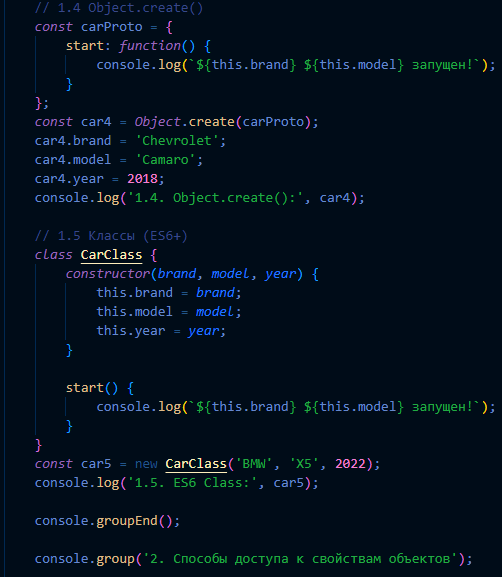 // 1.4 Object.create()
const carProto = {
    start: function() {
        console.log(`${this.brand} ${this.model} запущен!`);
    }
};
const car4 = Object.create(carProto);
car4.brand = 'Chevrolet';
car4.model = 'Camaro';
car4.year = 2018;
console.log('1.4. Object.create():', car4);

// 1.5 Классы (ES6+)
class CarClass {
    constructor(brand, model, year) {
        this.brand = brand;
        this.model = model;
        this.year = year;
    }

    start() {
        console.log(`${this.brand} ${this.model} запущен!`);
    }
}
const car5 = new CarClass('BMW', 'X5', 2022);
console.log('1.5. ES6 Class:', car5);

console.groupEnd();

console.group('2. Способы доступа к свойствам объектов');